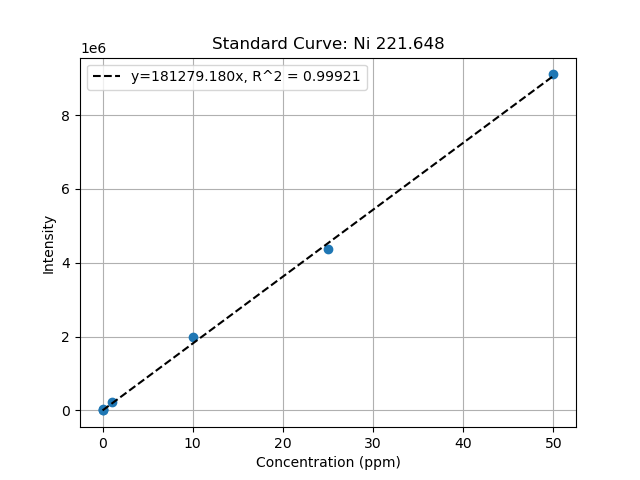 Standard Curve: Ni 221.648
1e6
y=181279.180x, R^2 = 0.99921
8
6
4
2
0
Intensity
0 10 20 30 40 50
Concentration (ppm)